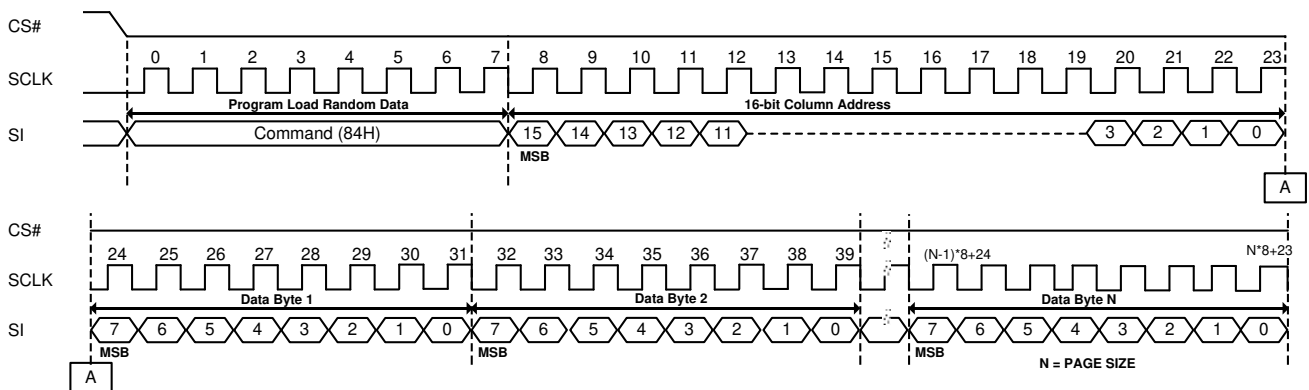 CS#
0 1 2 3 4 5 6 7 8 9 10 11 12 13 14 15 16 17 18 19 20 21 22 23
SCLK
Program Load Random Data 16-bit Column Address
SI Command (84H) 15 14 13 12 11 3 2 1 0
MSB
A
CS#
24 25 26 27 28 29 30 31 32 33 34 35 36 37 38 39 (N-1)*8+24 N*8+23
SCLK
Data Byte 1 Data Byte 2 Data Byte N
SI 7 6 5 4 3 2 1 0 7 6 5 4 3 2 1 0 7 6 5 4 3 2 1 0
MSB MSB MSB
N = PAGE SIZE
A